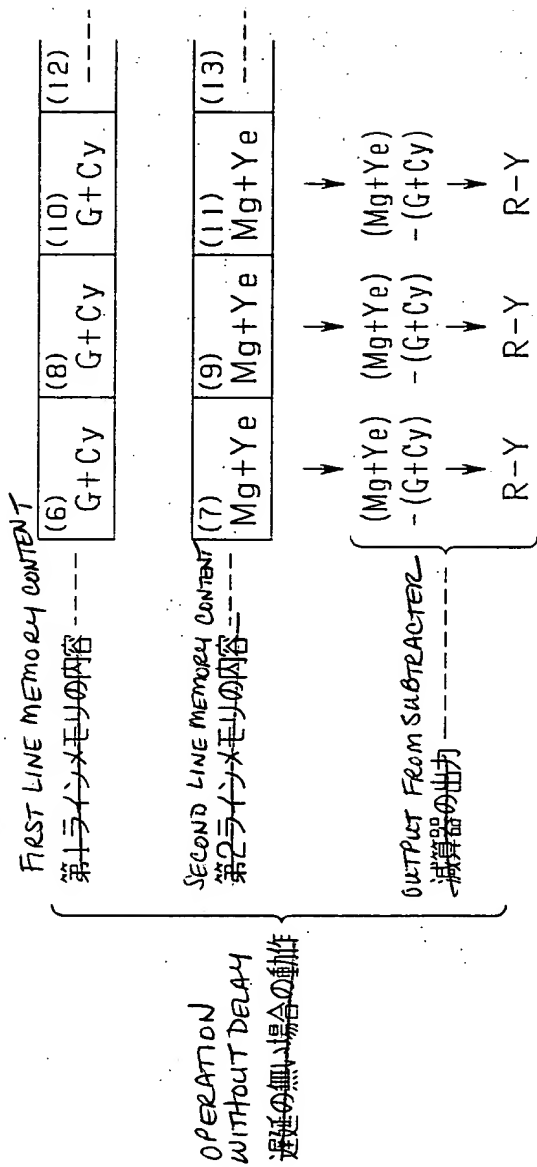 FIRST LINE MEMORY CONTENT
第1ラインメモリの内容
(6) (8) (10) (12)
G+Cy G+Cy G+Cy
SECOND LINE MEMORY CONTENT
第2ラインメモリの内容
(7) (9) (11) (13)
Mg+Ye Mg+Ye Mg+Ye
OPERATION
WITHOUT DELAY
遅延の無い場合の動作
OUTPUT FROM SUBTRACTER
減算器の出力
(Mg+Ye) (Mg+Ye) (Mg+Ye)
-(G+Cy) -(G+Cy) -(G+Cy)
R-Y R-Y R-Y